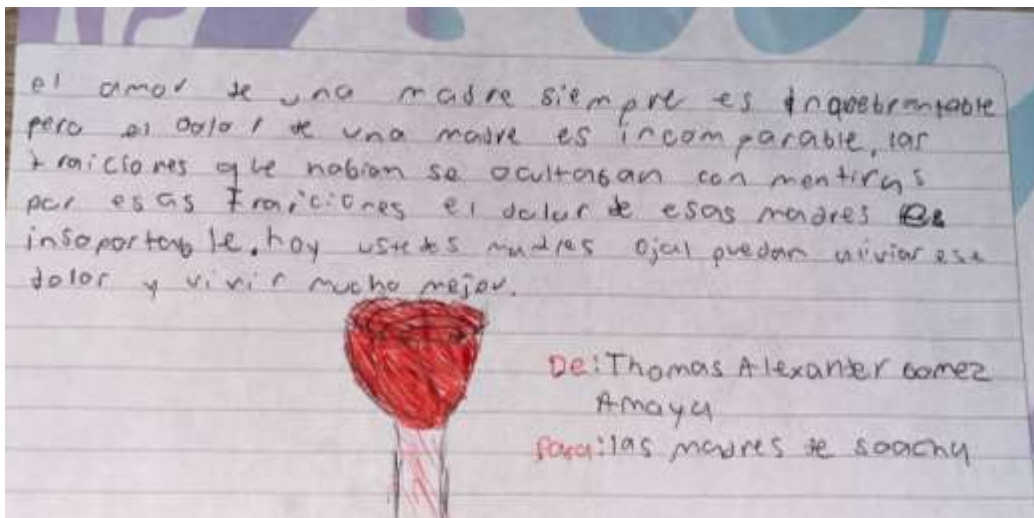 el amor de una madre siempre es inquebrantable
pero el dolor de una madre es incomparable, las
traiciones que habian se ocultaban con mentiras
por esas traiciones el dolor de esas madres es
insoportable. hoy ustedes madres ojal puedan aiviar ese
dolor y vivir mucho mejor.
De: Thomas Alexander Gomez
Amaya
Para: las madres de soacha